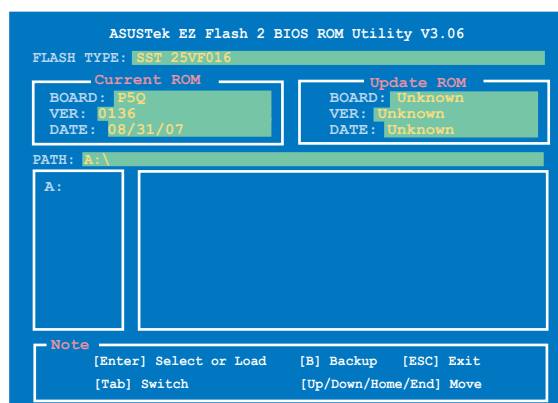 ASUSTek EZ Flash 2 BIOS ROM Utility V3.06
FLASH TYPE: SST 25VF016
Current ROM
BOARD: P5Q
VER: 0136
DATE: 08/31/07
Update ROM
BOARD: Unknown
VER: Unknown
DATE: Unknown
PATH: A:\
A:
Note
[Enter] Select or Load [B] Backup [ESC] Exit
[Tab] Switch [Up/Down/Home/End] Move